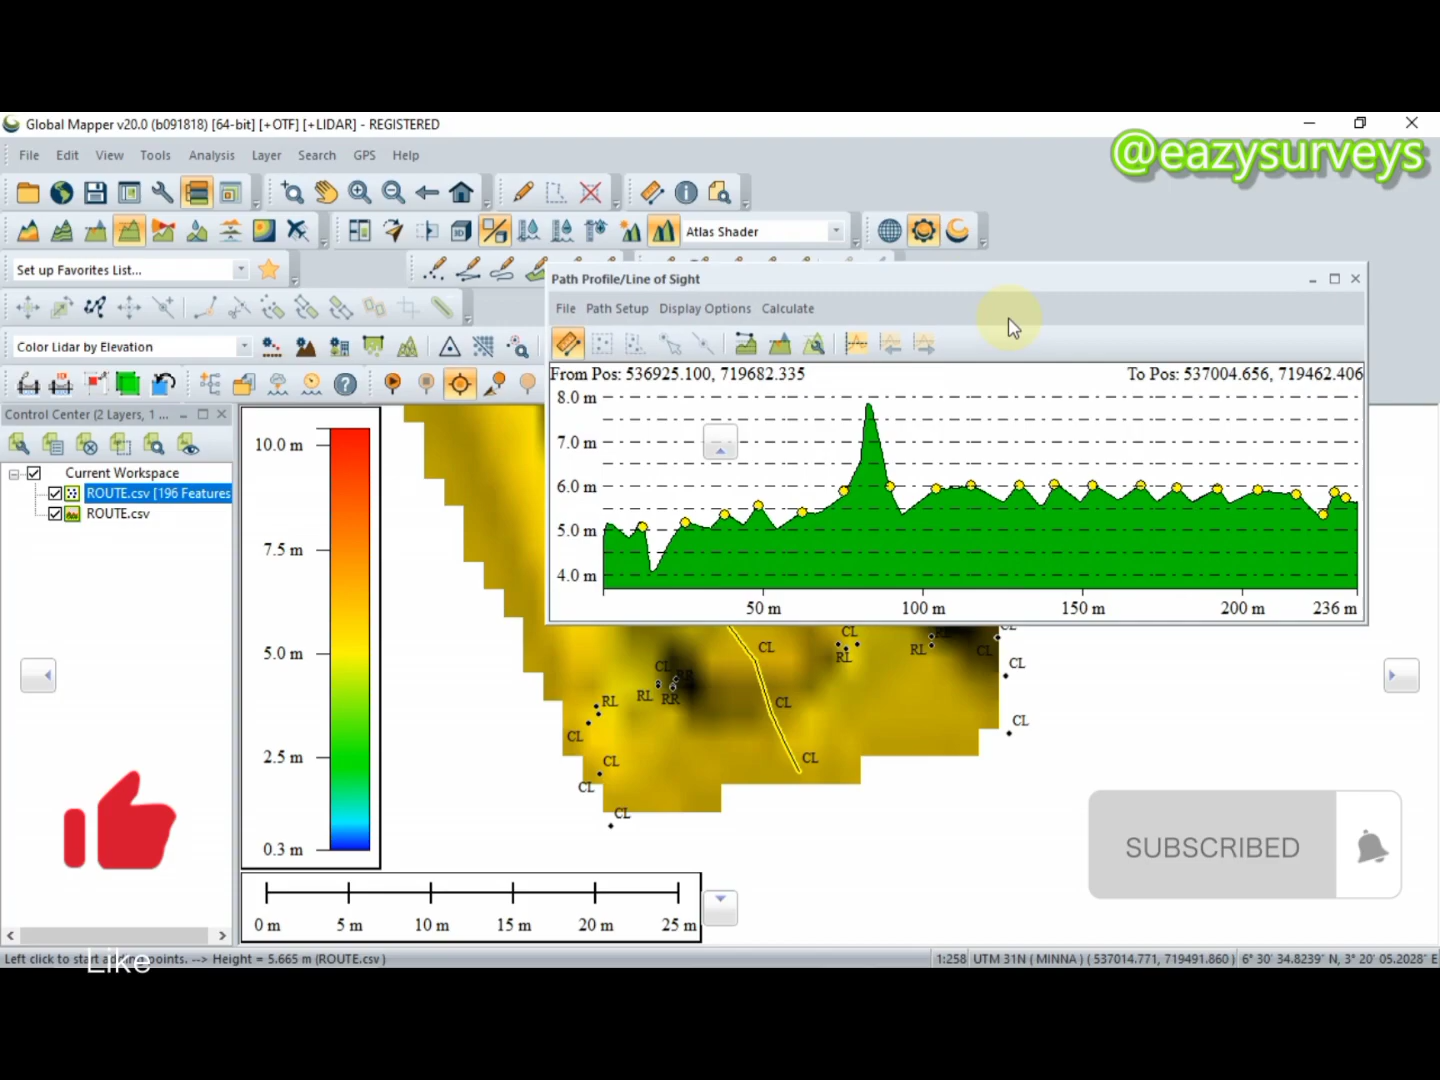 Global Mapper v20.0 (b091818) [64-bit] [+OTF] [+LIDAR] - REGISTERED
@eazysurveys
File Edit View Tools Analysis Layer Search GPS Help
Atlas Shader
Set up Favorites List...
Color Lidar by Elevation
Path Profile/Line of Sight
File Path Setup Display Options Calculate
From Pos: 536925.100, 719682.335
To Pos: 537004.656, 719462.406
8.0 m
7.0 m
6.0 m
5.0 m
4.0 m
50 m 100 m 150 m 200 m 236 m
Control Center (2 Layers, 1 ...
Current Workspace
ROUTE.csv [196 Features
ROUTE.csv
10.0 m
7.5 m
5.0 m
2.5 m
0.3 m
CL
CL
CL
CL
RL
RR
RL
CL
CL
CL
CL
CL
RL
RL
CL
CL
CL
CL
0 m 5 m 10 m 15 m 20 m 25 m
SUBSCRIBED
Like
Left click to start adding points. --> Height = 5.665 m (ROUTE.csv )
1:258 UTM 31N ( MINNA ) ( 537014.771, 719491.860 ) 6° 30' 34.8239" N, 3° 20' 05.2028" E